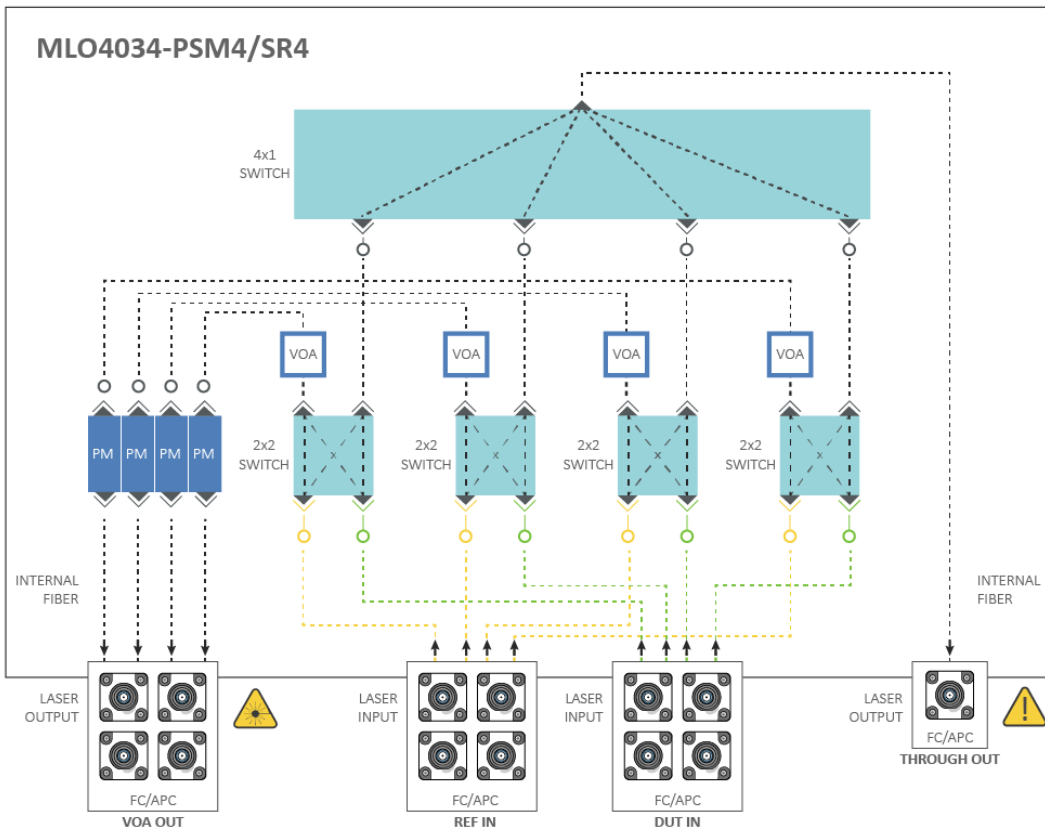 MLO4034-PSM4/SR4
4x1
SWITCH
VOA
VOA
VOA
VOA
PM
PM
PM
PM
2x2
SWITCH
x
2x2
SWITCH
x
2x2
SWITCH
x
2x2
SWITCH
x
INTERNAL
FIBER
INTERNAL
FIBER
LASER
OUTPUT
LASER
INPUT
LASER
INPUT
LASER
OUTPUT
!
FC/APC
VOA OUT
FC/APC
REF IN
FC/APC
DUT IN
FC/APC
THROUGH OUT